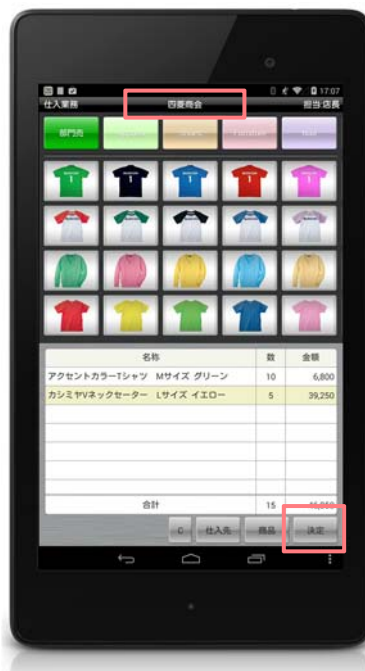 17:07
仕入業務 四菱商会 担当:店長
部門売
名称 数 金額
アクセントカラーTシャツ Mサイズ グリーン 10 6,800
カシミヤVネックセーター Lサイズ イエロー 5 39,250
合計 15
C 仕入先 商品 決定